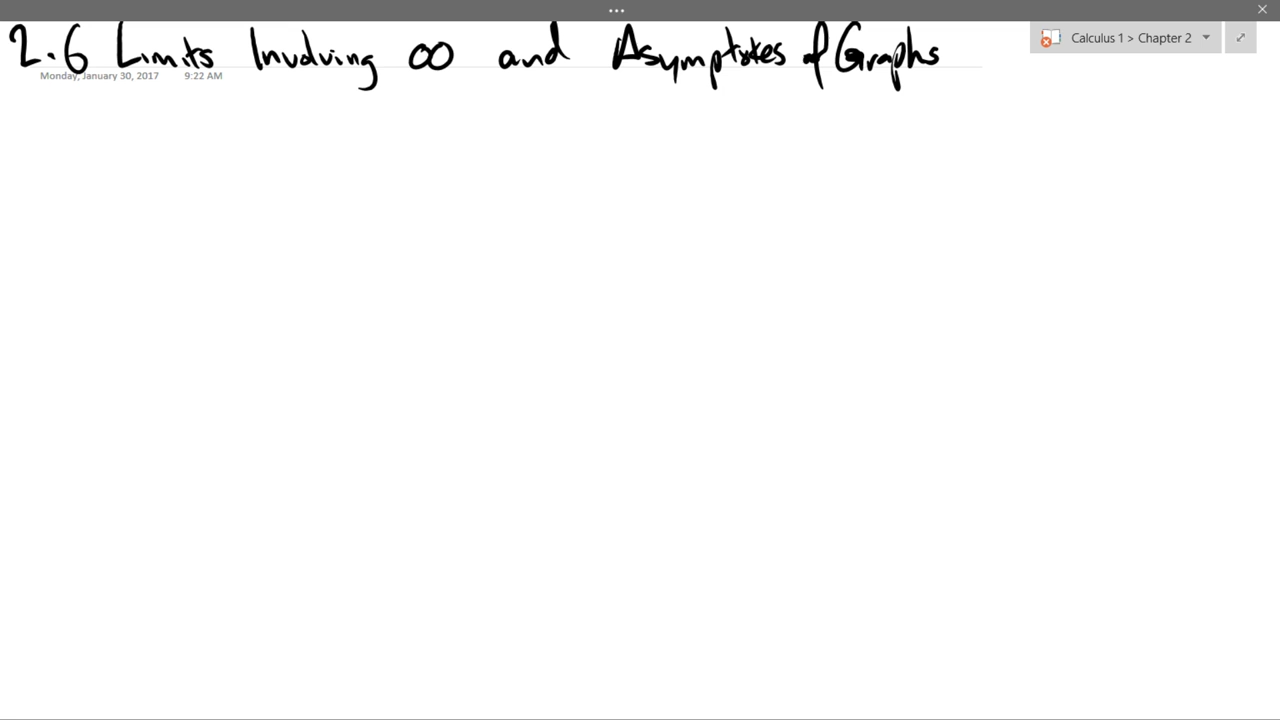 2.6 Limits Involving ∞ and Asymptotes of Graphs
Monday, January 30, 2017 9:22 AM
Calculus 1 > Chapter 2